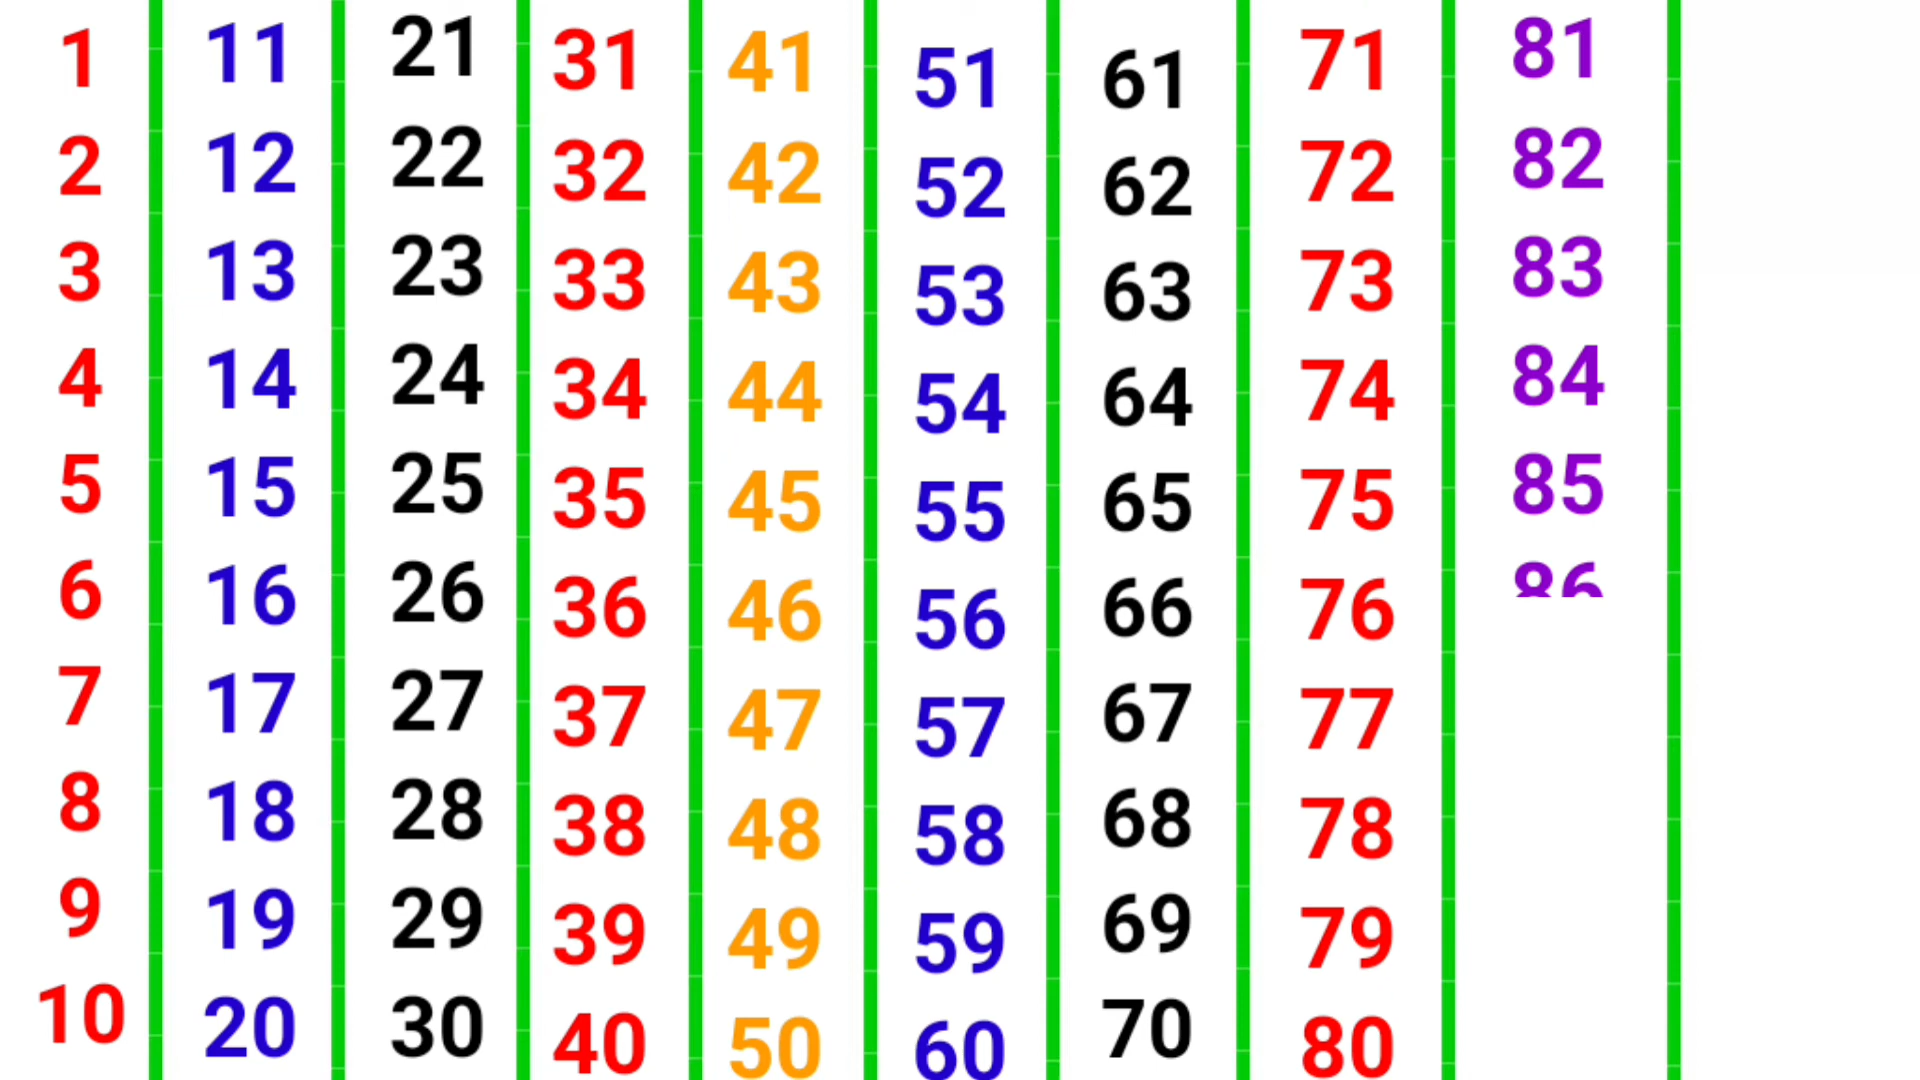 1 11 21 31 41 51 61 71 81
2 12 22 32 42 52 62 72 82
3 13 23 33 43 53 63 73 83
4 14 24 34 44 54 64 74 84
5 15 25 35 45 55 65 75 85
6 16 26 36 46 56 66 76 86
7 17 27 37 47 57 67 77
8 18 28 38 48 58 68 78
9 19 29 39 49 59 69 79
10 20 30 40 50 60 70 80